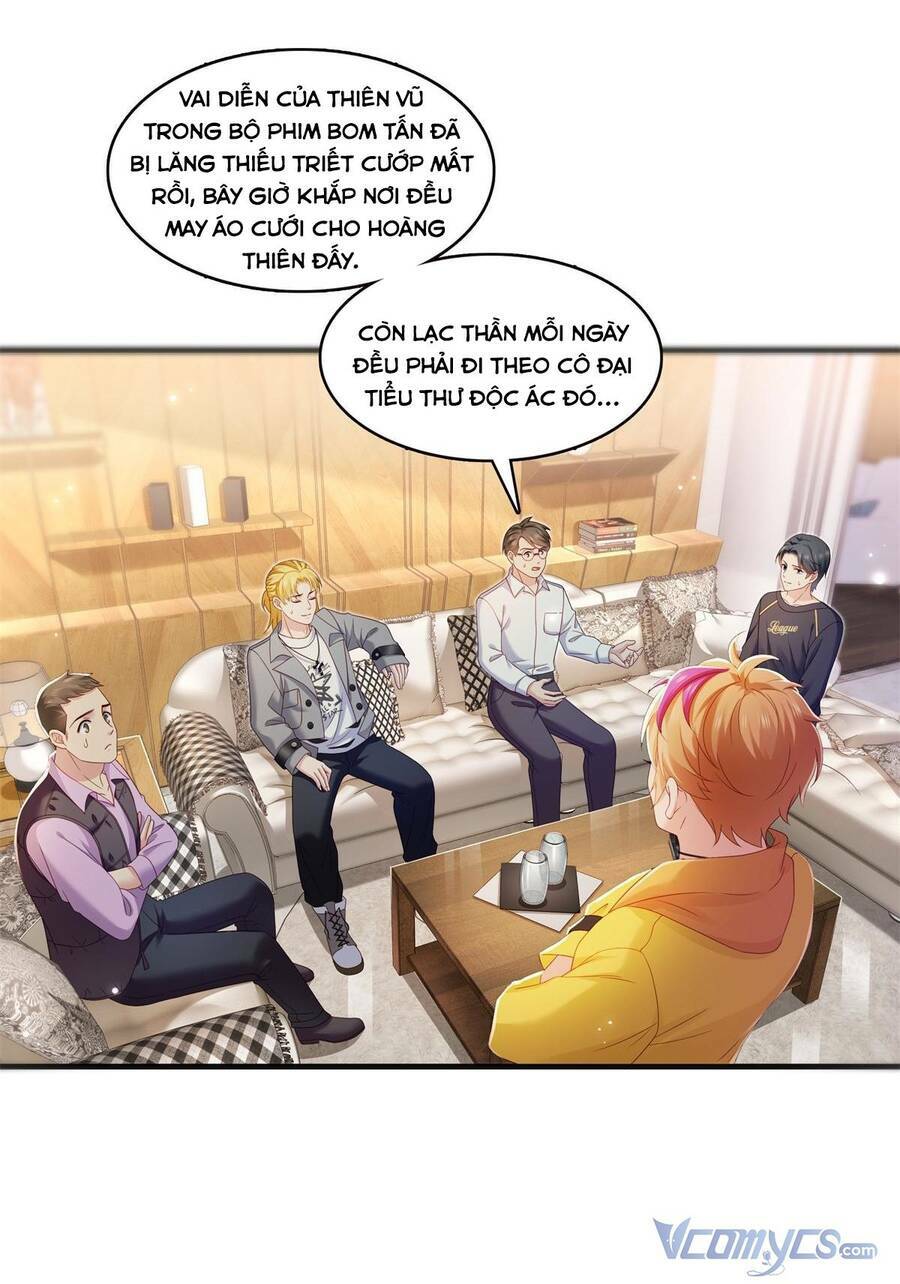 VAI DIỄN CỦA THIÊN VŨ
TRONG BỘ PHIM BOM TẤN ĐÃ
BỊ LĂNG THIẾU TRIẾT CƯỚP MẤT
RỒI, BÂY GIỜ KHẮP NƠI ĐỀU
MAY ÁO CƯỚI CHO HOÀNG
THIÊN ĐẤY.
CÒN LẠC THẦN MỖI NGÀY
ĐỀU PHẢI ĐI THEO CÔ ĐẠI
TIỂU THƯ ĐỘC ÁC ĐÓ...
League
VCOMYCS.com